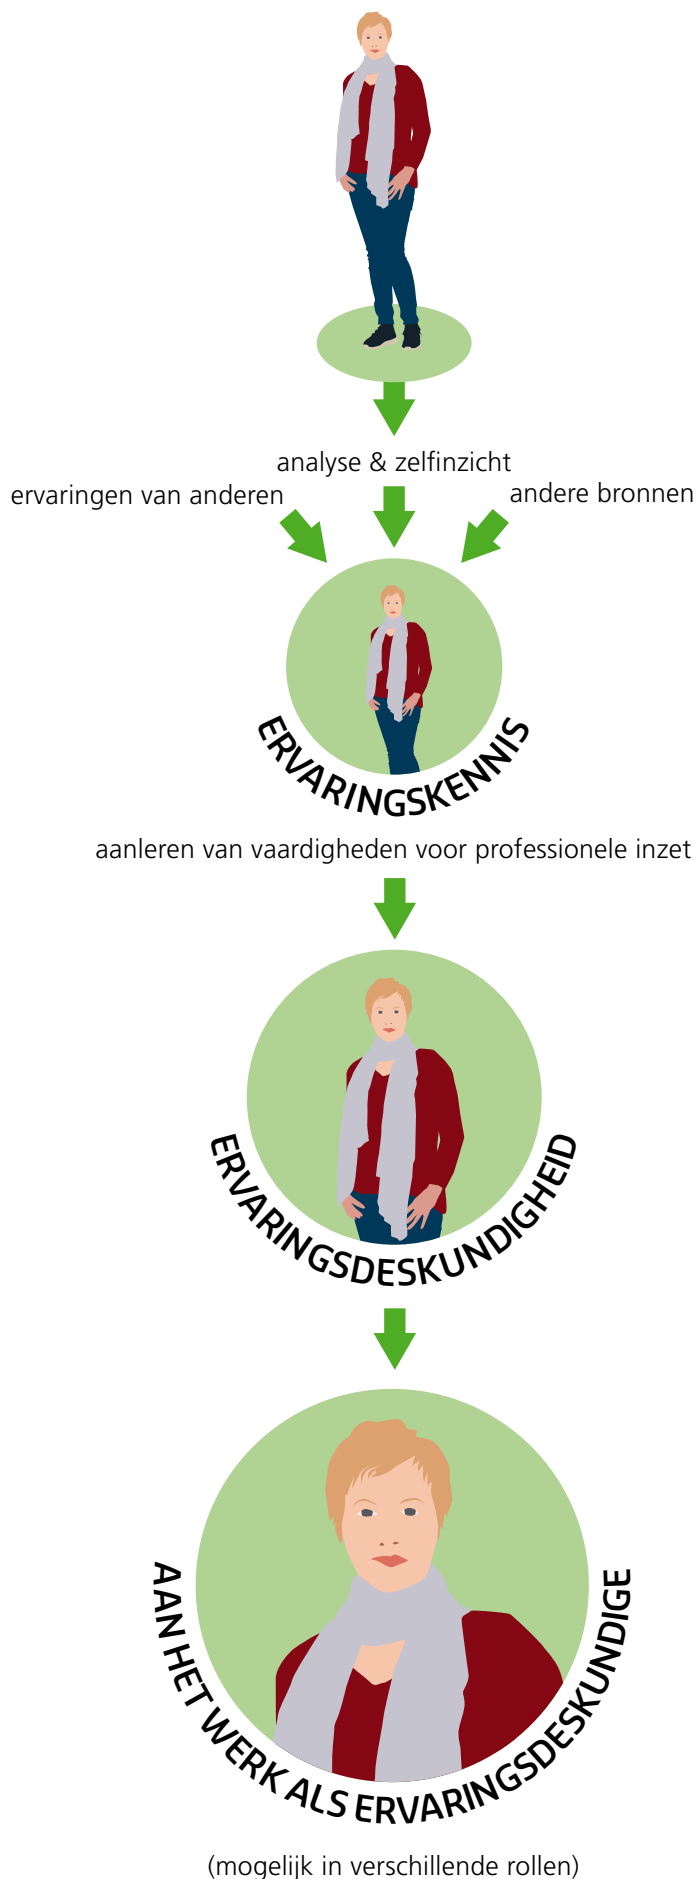 analyse & zelfinzicht
ervaringen van anderen
andere bronnen
ERVARINGSKENNIS
aanleren van vaardigheden voor professionele inzet
ERVARINGSDESKUNDIGHEID
AAN HET WERK ALS ERVARINGSDESKUNDIGE
(mogelijk in verschillende rollen)